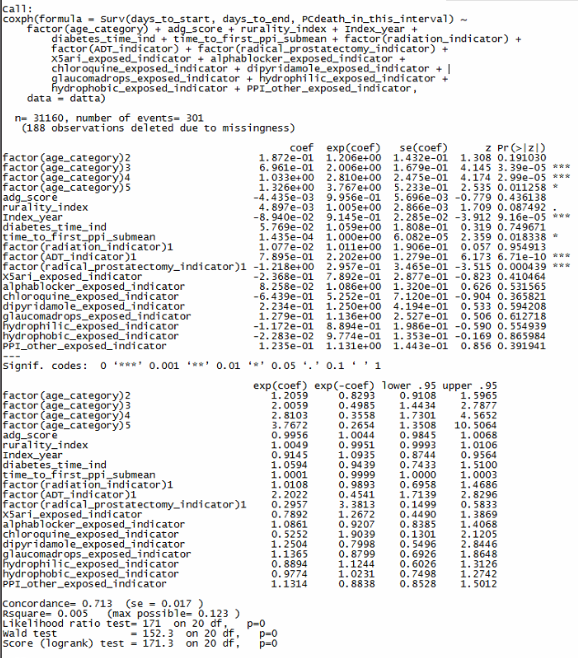 Call:
coxph(formula = Surv(days_to_start, days_to_end, PCdeath_in_this_interval) ~
factor(age_category) + adg_score + rurality_index + Index_year +
diabetes_time_ind + time_to_first_ppi_submean + factor(radiation_indicator) +
factor(ADT_indicator) + factor(radical_prostatectomy_indicator) +
X5ari_exposed_indicator + alphablocker_exposed_indicator +
chloroquine_exposed_indicator + dipyridamole_exposed_indicator + |
glaucomadrops_exposed_indicator + hydrophilic_exposed_indicator +
hydrophobic_exposed_indicator + PPI_other_exposed_indicator,
data = datta)
n= 31160, number of events= 301
(188 observations deleted due to missingness)
coef exp(coef) se(coef) z Pr(>|z|)
factor(age_category)2 1.872e-01 1.206e+00 1.432e-01 1.308 0.191030
factor(age_category)3 6.961e-01 2.006e+00 1.679e-01 4.145 3.39e-05 ***
factor(age_category)4 1.033e+00 2.810e+00 2.475e-01 4.174 2.99e-05 ***
factor(age_category)5 1.326e+00 3.767e+00 5.233e-01 2.535 0.011258 *
adg_score -4.435e-03 9.956e-01 5.696e-03 -0.779 0.436138
rurality_index 4.897e-03 1.005e+00 2.866e-03 1.709 0.087492 .
Index_year -8.940e-02 9.145e-01 2.285e-02 -3.912 9.16e-05 ***
diabetes_time_ind 5.769e-02 1.059e+00 1.808e-01 0.319 0.749671
time_to_first_ppi_submean 1.435e-04 1.000e+00 6.082e-05 2.359 0.018338 *
factor(radiation_indicator)1 1.077e-02 1.011e+00 1.906e-01 0.057 0.954913
factor(ADT_indicator)1 7.895e-01 2.202e+00 1.279e-01 6.173 6.71e-10 ***
factor(radical_prostatectomy_indicator)1 -1.218e+00 2.957e-01 3.465e-01 -3.515 0.000439 ***
X5ari_exposed_indicator -2.368e-01 7.892e-01 2.877e-01 -0.823 0.410464
alphablocker_exposed_indicator 8.258e-02 1.086e+00 1.320e-01 0.626 0.531565
chloroquine_exposed_indicator -6.439e-01 5.252e-01 7.120e-01 -0.904 0.365821
dipyridamole_exposed_indicator 2.234e-01 1.250e+00 4.194e-01 0.533 0.594208
glaucomadrops_exposed_indicator 1.279e-01 1.136e+00 2.527e-01 0.506 0.612718
hydrophilic_exposed_indicator -1.172e-01 8.894e-01 1.986e-01 -0.590 0.554939
hydrophobic_exposed_indicator -2.283e-02 9.774e-01 1.353e-01 -0.169 0.865984
PPI_other_exposed_indicator 1.235e-01 1.131e+00 1.443e-01 0.856 0.391941
---
Signif. codes: 0 '***' 0.001 '**' 0.01 '*' 0.05 '.' 0.1 ' ' 1
exp(coef) exp(-coef) lower .95 upper .95
factor(age_category)2 1.2059 0.8293 0.9108 1.5965
factor(age_category)3 2.0059 0.4985 1.4434 2.7877
factor(age_category)4 2.8103 0.3558 1.7301 4.5652
factor(age_category)5 3.7672 0.2654 1.3508 10.5064
adg_score 0.9956 1.0044 0.9845 1.0068
rurality_index 1.0049 0.9951 0.9993 1.0106
Index_year 0.9145 1.0935 0.8744 0.9564
diabetes_time_ind 1.0594 0.9439 0.7433 1.5100
time_to_first_ppi_submean 1.0001 0.9999 1.0000 1.0003
factor(radiation_indicator)1 1.0108 0.9893 0.6958 1.4686
factor(ADT_indicator)1 2.2022 0.4541 1.7139 2.8296
factor(radical_prostatectomy_indicator)1 0.2957 3.3813 0.1499 0.5833
X5ari_exposed_indicator 0.7892 1.2672 0.4490 1.3869
alphablocker_exposed_indicator 1.0861 0.9207 0.8385 1.4068
chloroquine_exposed_indicator 0.5252 1.9039 0.1301 2.1205
dipyridamole_exposed_indicator 1.2504 0.7998 0.5496 2.8446
glaucomadrops_exposed_indicator 1.1365 0.8799 0.6926 1.8648
hydrophilic_exposed_indicator 0.8894 1.1244 0.6026 1.3126
hydrophobic_exposed_indicator 0.9774 1.0231 0.7498 1.2742
PPI_other_exposed_indicator 1.1314 0.8838 0.8528 1.5012
Concordance= 0.713 (se = 0.017 )
Rsquare= 0.005 (max possible= 0.123 )
Likelihood ratio test= 171 on 20 df, p=0
Wald test = 152.3 on 20 df, p=0
Score (logrank) test = 171.3 on 20 df, p=0